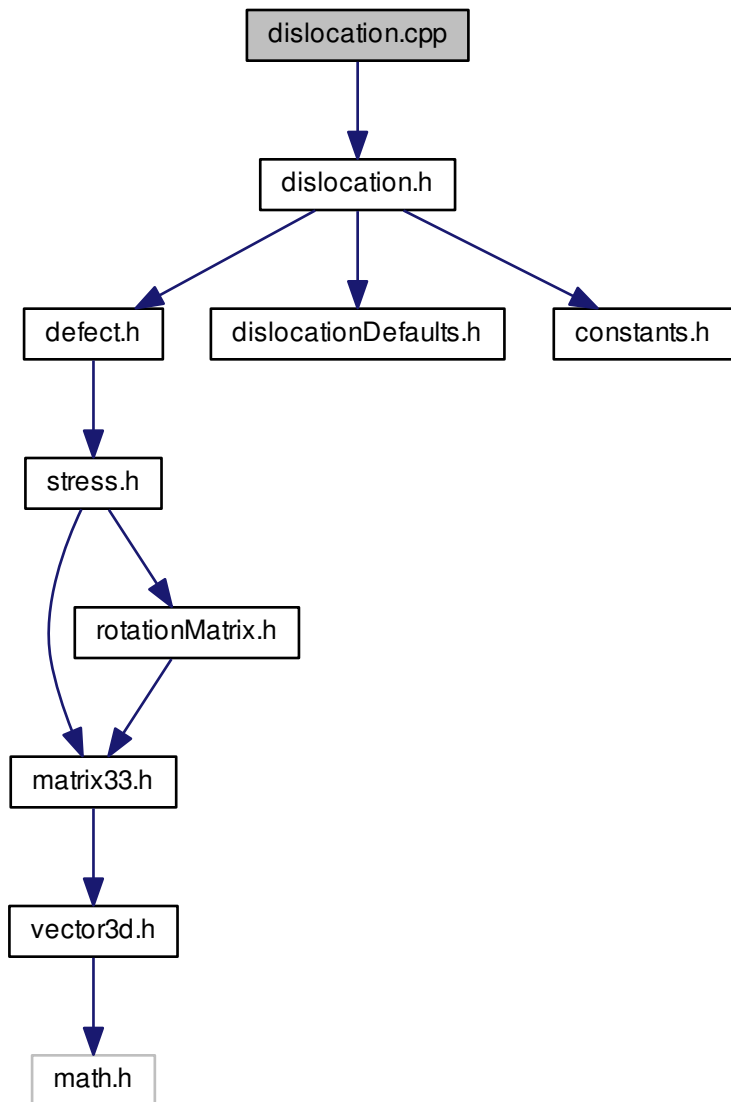 dislocation.cpp
dislocation.h
defect.h
dislocationDefaults.h
constants.h
stress.h
rotationMatrix.h
matrix33.h
vector3d.h
math.h